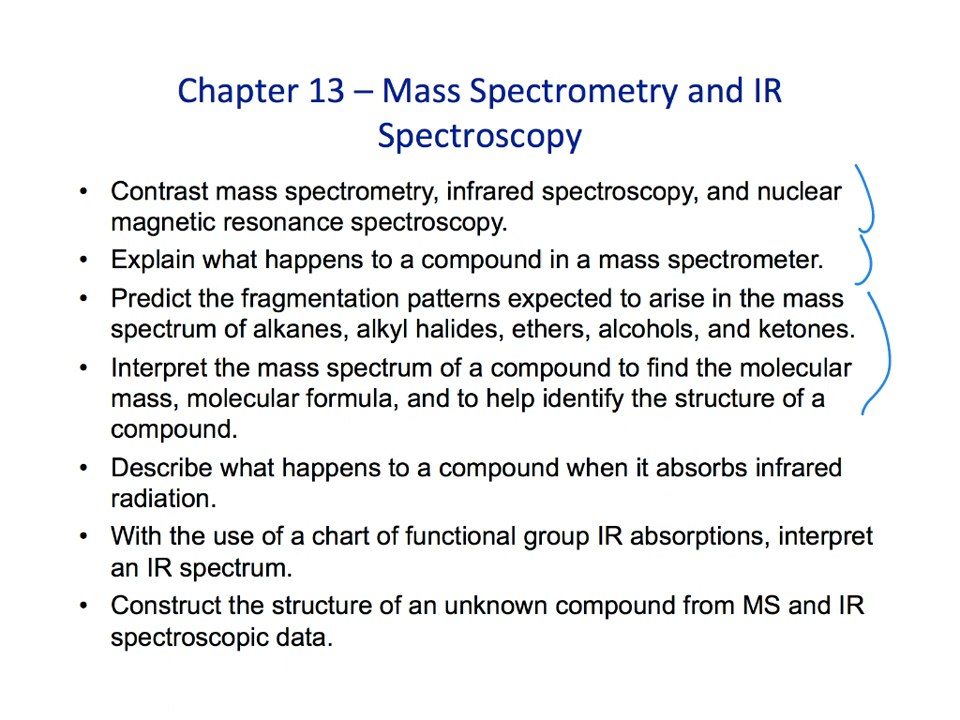 Chapter 13 – Mass Spectrometry and IR
Spectroscopy
• Contrast mass spectrometry, infrared spectroscopy, and nuclear
magnetic resonance spectroscopy.
• Explain what happens to a compound in a mass spectrometer.
• Predict the fragmentation patterns expected to arise in the mass
spectrum of alkanes, alkyl halides, ethers, alcohols, and ketones.
• Interpret the mass spectrum of a compound to find the molecular
mass, molecular formula, and to help identify the structure of a
compound.
• Describe what happens to a compound when it absorbs infrared
radiation.
• With the use of a chart of functional group IR absorptions, interpret
an IR spectrum.
• Construct the structure of an unknown compound from MS and IR
spectroscopic data.